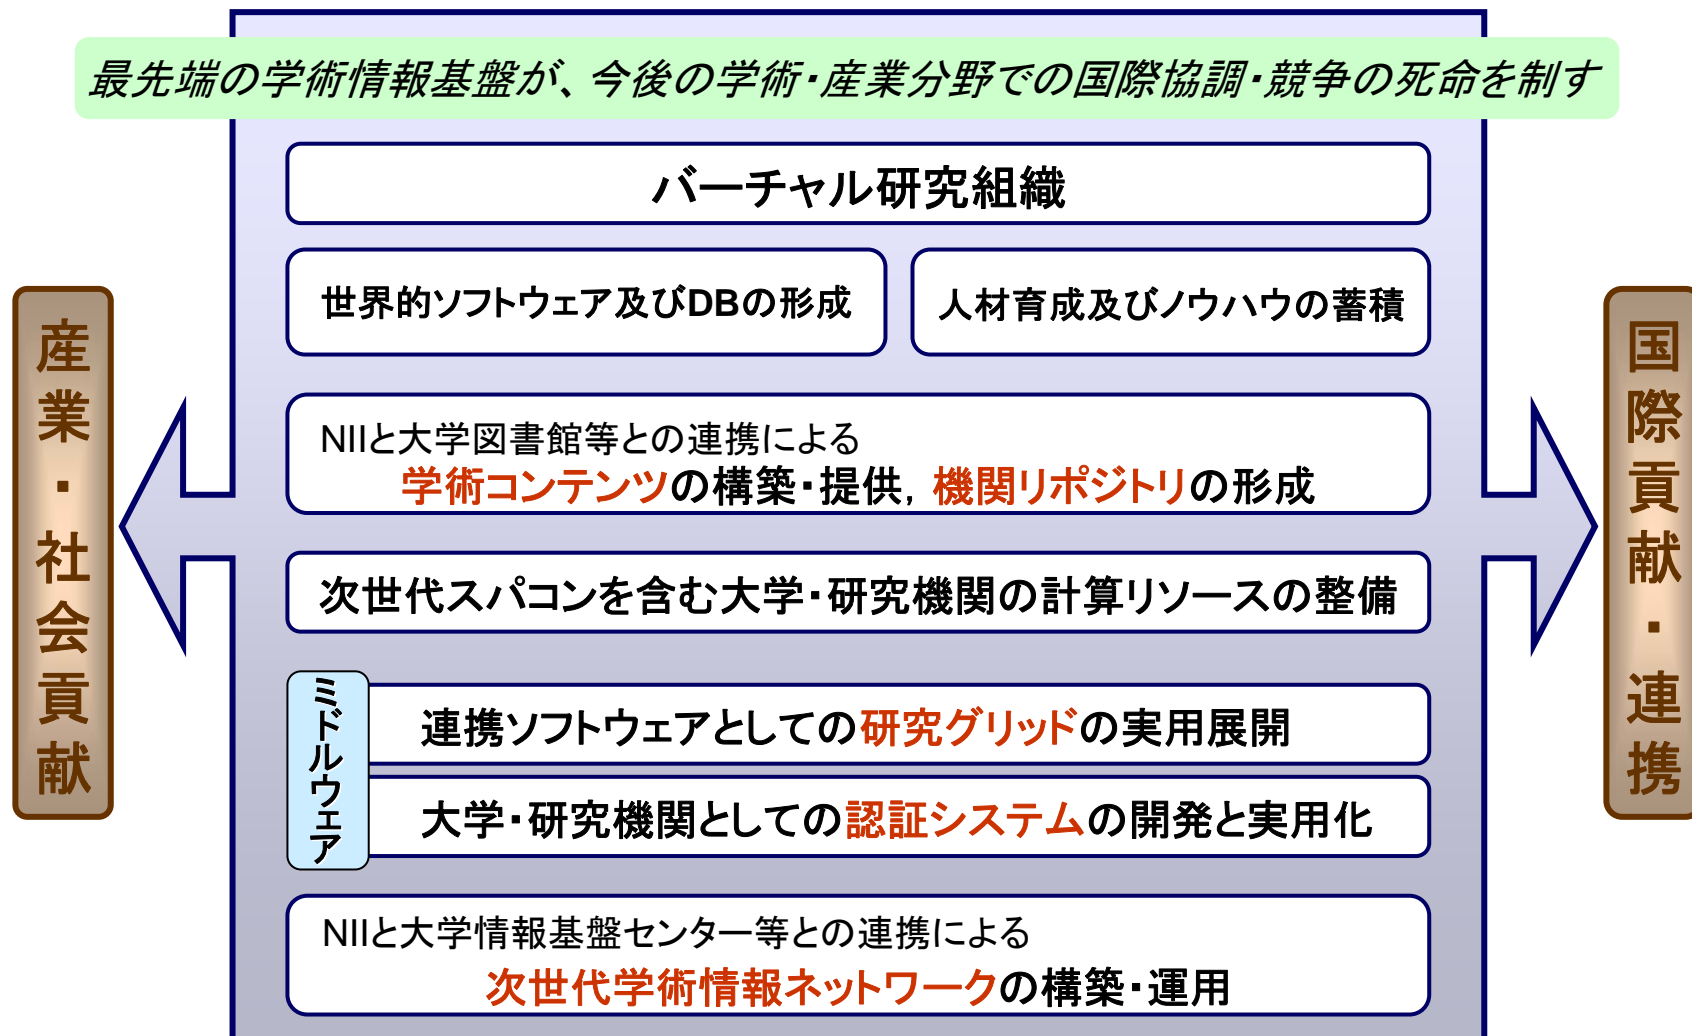 最先端の学術情報基盤が、今後の学術・産業分野での国際協調・競争の死命を制す
バーチャル研究組織
世界的ソフトウェア及びDBの形成
人材育成及びノウハウの蓄積
産業・社会貢献
国際貢献・連携
NIIと大学図書館等との連携による
学術コンテンツの構築・提供，機関リポジトリの形成
次世代スパコンを含む大学・研究機関の計算リソースの整備
ミドルウェア
連携ソフトウェアとしての研究グリッドの実用展開
大学・研究機関としての認証システムの開発と実用化
NIIと大学情報基盤センター等との連携による
次世代学術情報ネットワークの構築・運用